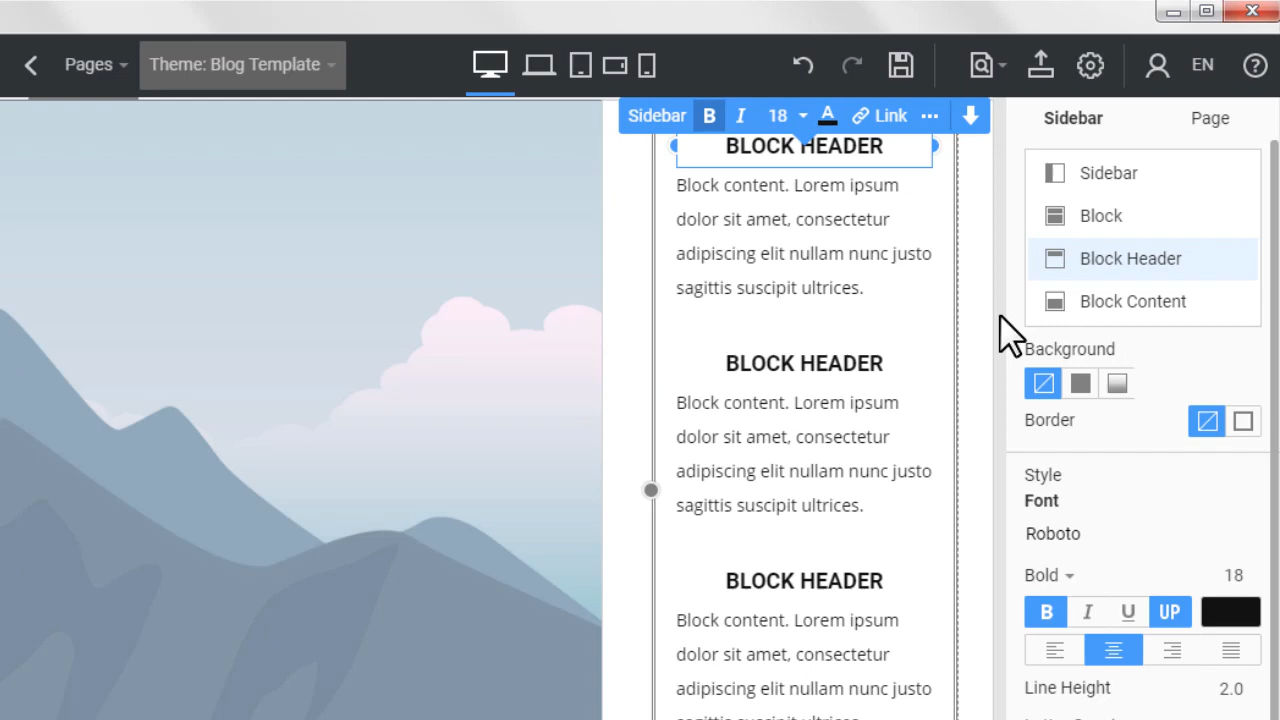 Pages
Theme: Blog Template
EN
Sidebar B I 18 A Link
BLOCK HEADER
Block content. Lorem ipsum
dolor sit amet, consectetur
adipiscing elit nullam nunc justo
sagittis suscipit ultrices.
BLOCK HEADER
Block content. Lorem ipsum
dolor sit amet, consectetur
adipiscing elit nullam nunc justo
sagittis suscipit ultrices.
BLOCK HEADER
Block content. Lorem ipsum
dolor sit amet, consectetur
adipiscing elit nullam nunc justo
Sidebar Page
Sidebar
Block
Block Header
Block Content
Background
Border
Style
Font
Roboto
Bold 18
B I U UP
Line Height 2.0